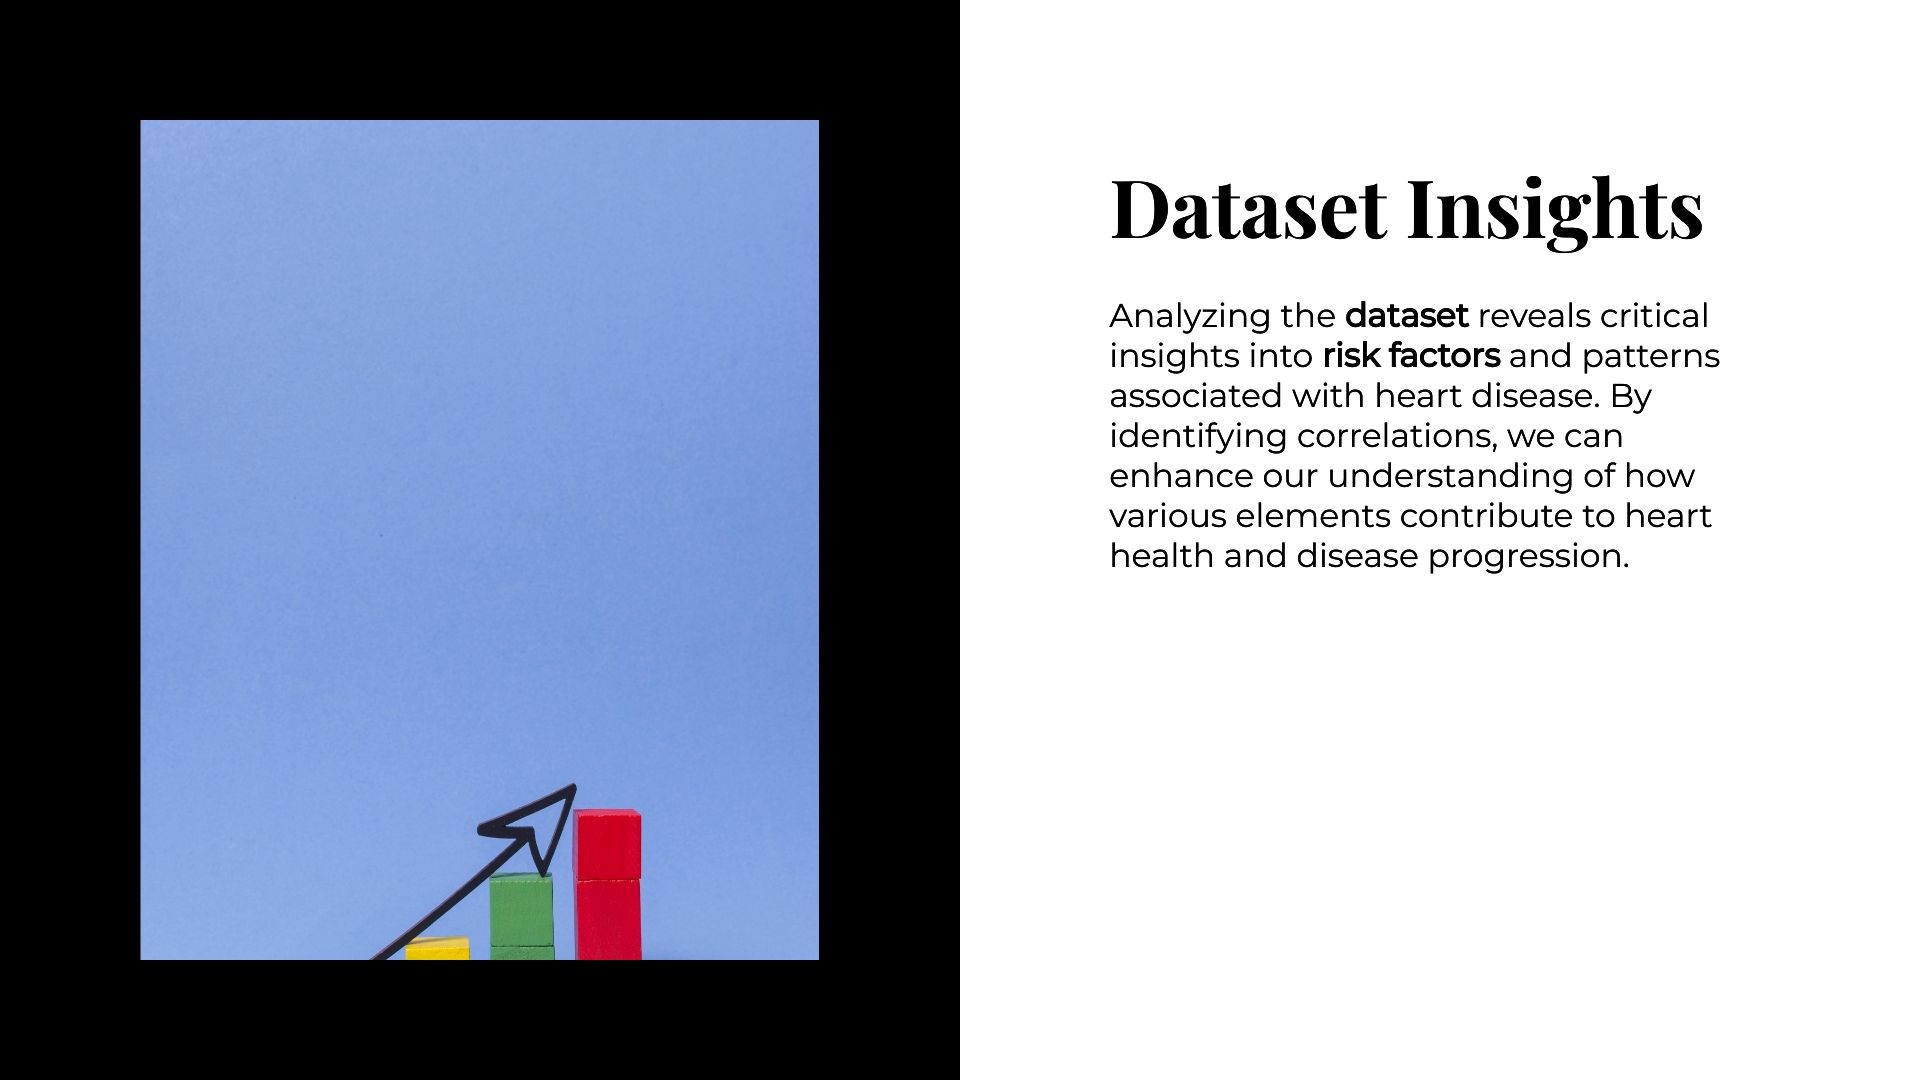 Dataset Insights
Analyzing the dataset reveals critical
insights into risk factors and patterns
associated with heart disease. By
identifying correlations, we can
enhance our understanding of how
various elements contribute to heart
health and disease progression.